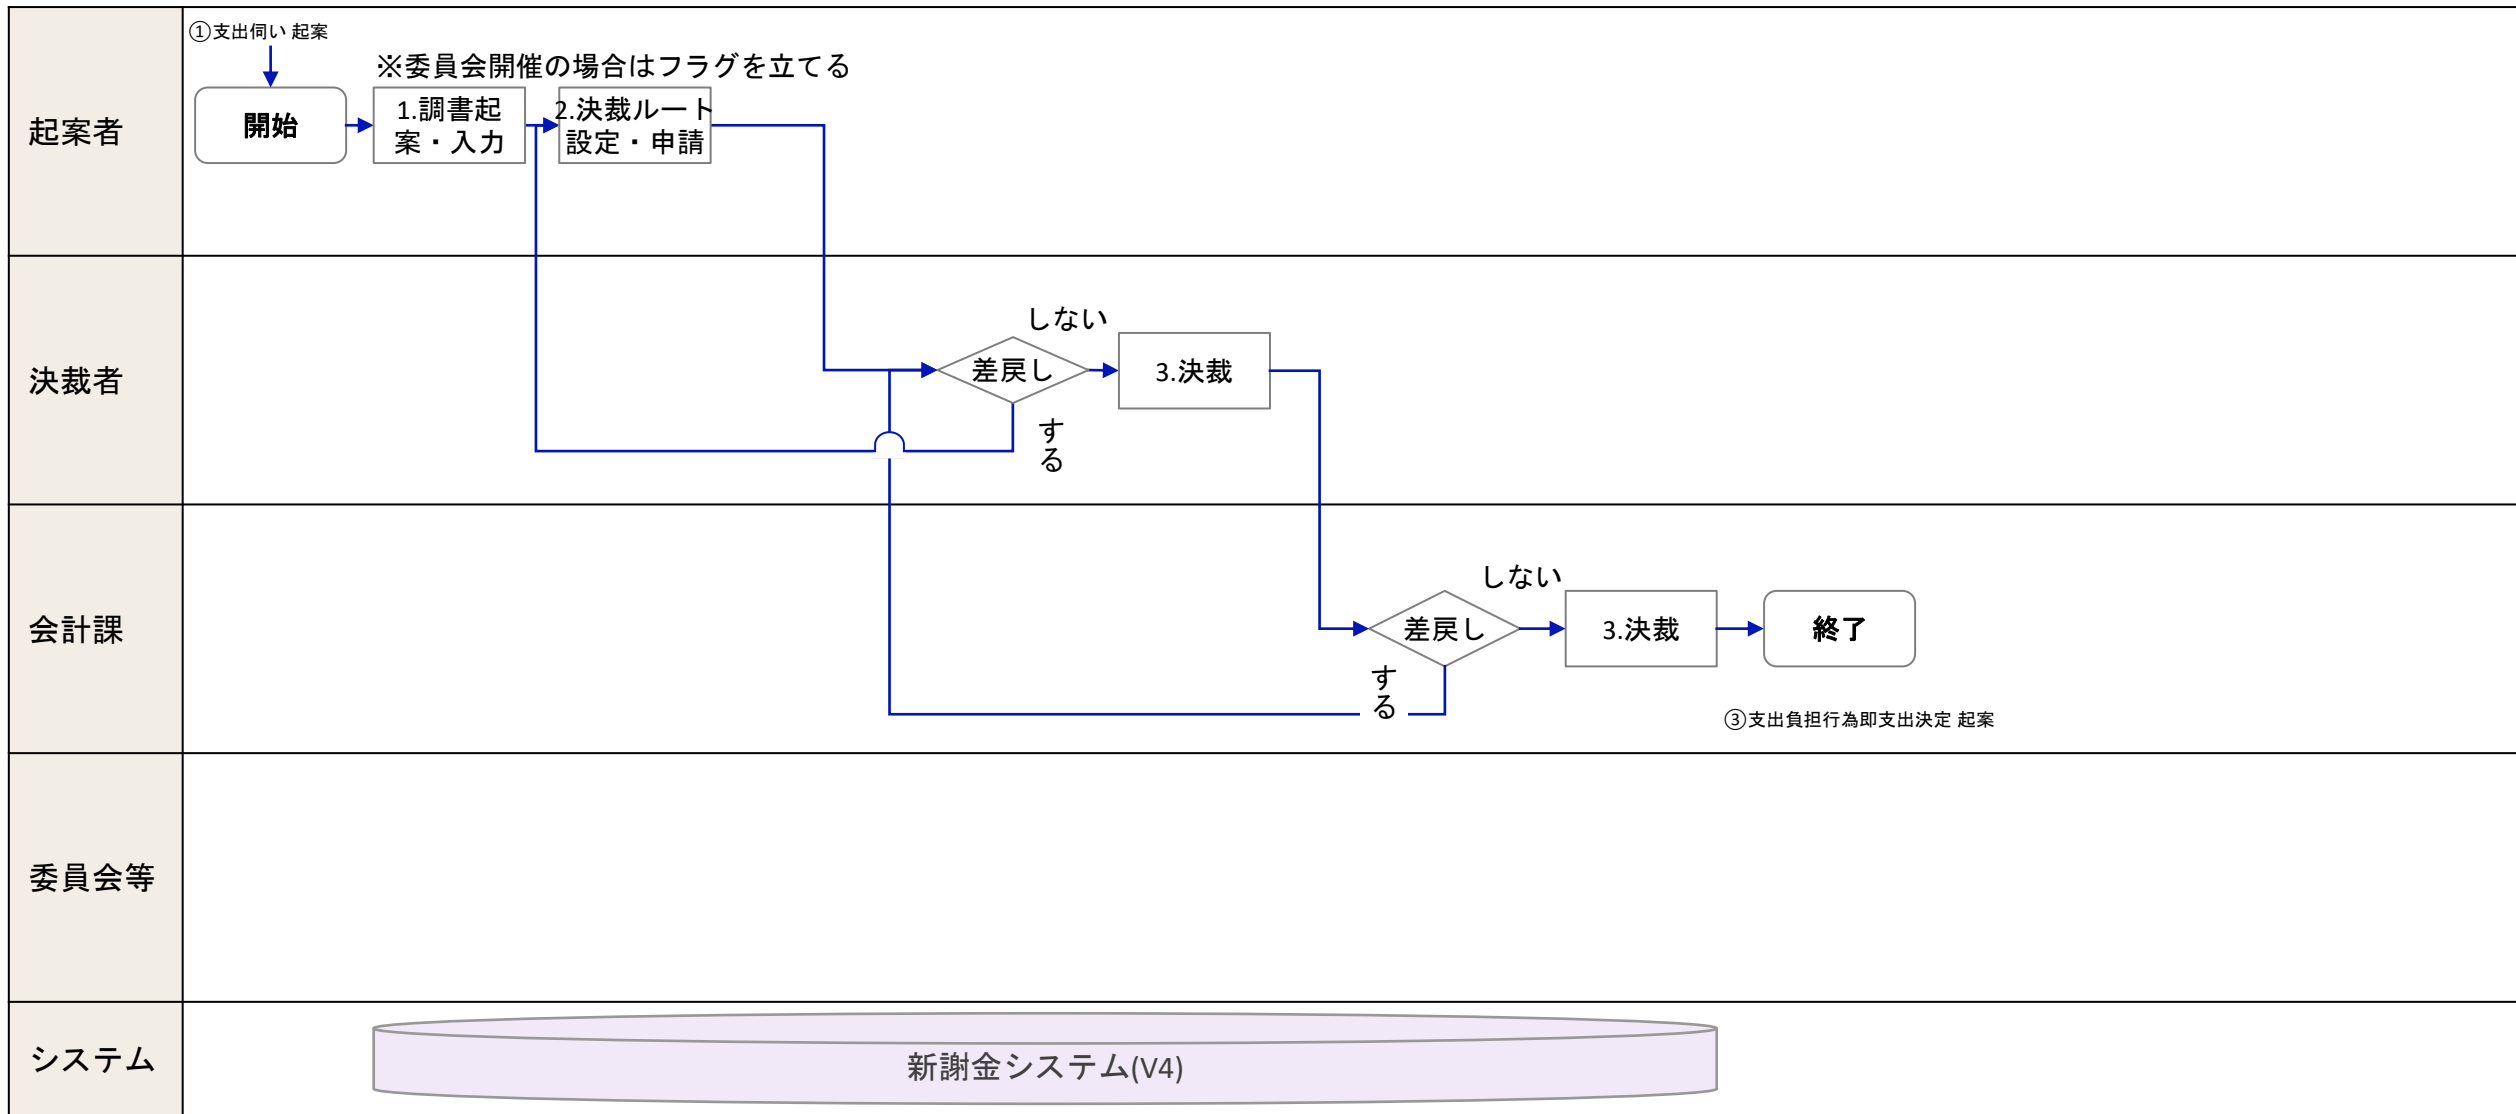 ①支出伺い 起案
※委員会開催の場合はフラグを立てる
起案者
開始
1.調書起
案・入力
2.決裁ルート
設定・申請
決裁者
しない
差戻し
3.決裁
す
る
会計課
しない
差戻し
3.決裁
終了
す
る
③支出負担行為即支出決定 起案
委員会等
システム
新謝金システム(V4)